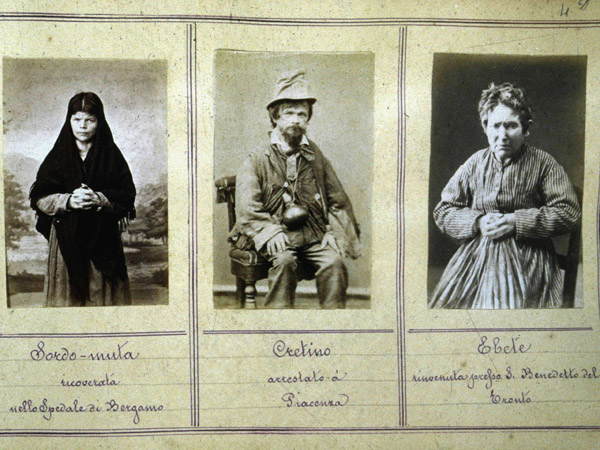 Sordo-muta
ricoverata
nello Spedale di Bergamo
Cretino
arrestato a
Piacenza
Ebete
rinvenuta presso S. Benedetto del
Tronto